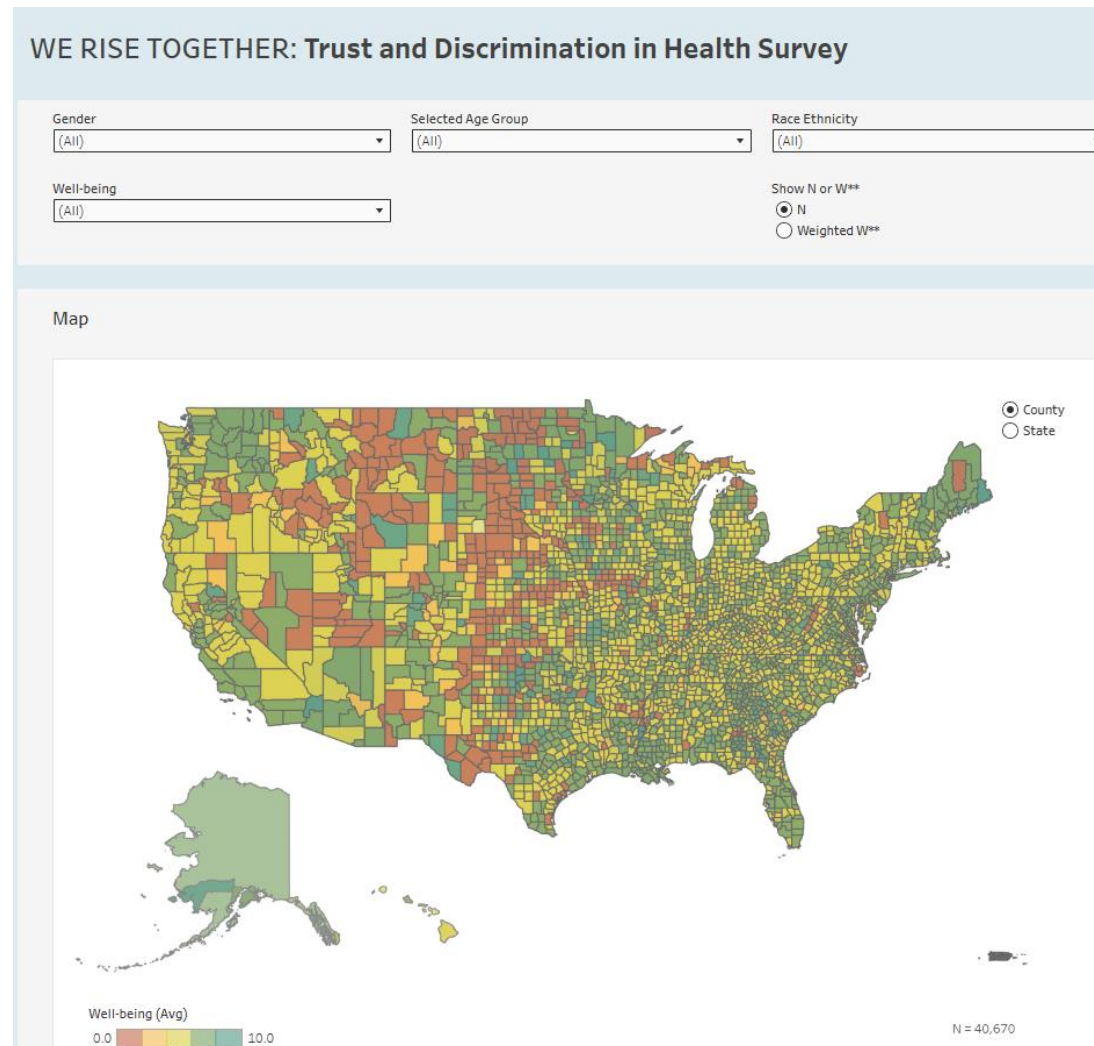 WE RISE TOGETHER: Trust and Discrimination in Health Survey
Gender
Selected Age Group
Race Ethnicity
(All)
(All)
(All)
Well-being
Show N or W**
(All)
N
Weighted W**
Map
County
State
Well-being (Avg)
0.0
10.0
N = 40,670